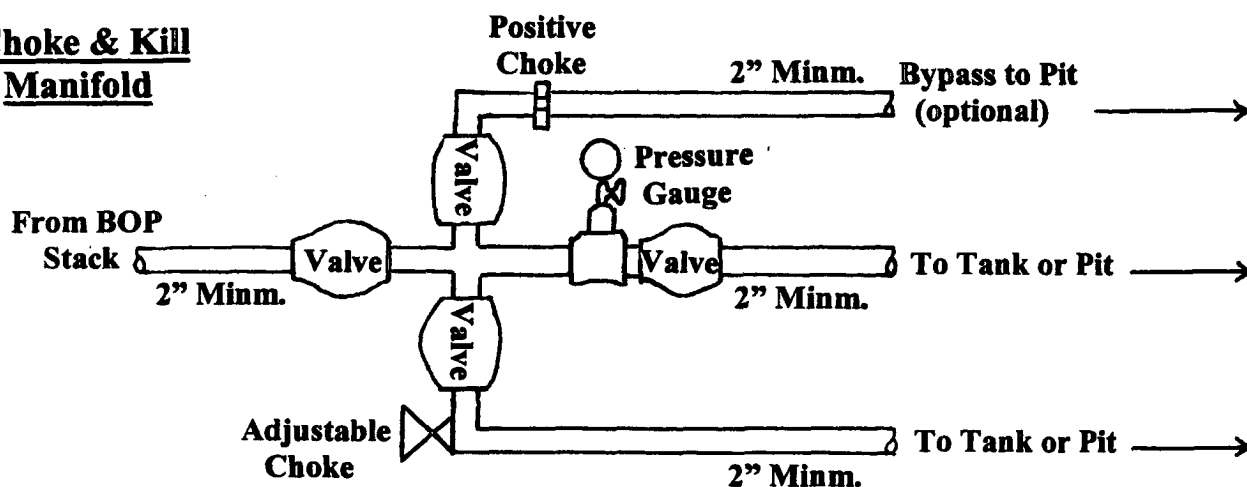 hoke & Kill
Manifold
Positive
Choke
2” Minm.
Bypass to Pit
(optional)
Valve
Pressure
Gauge
From BOP
Stack
2” Minm.
Valve
Valve
2” Minm.
To Tank or Pit
Valve
Adjustable
Choke
2” Minm.
To Tank or Pit